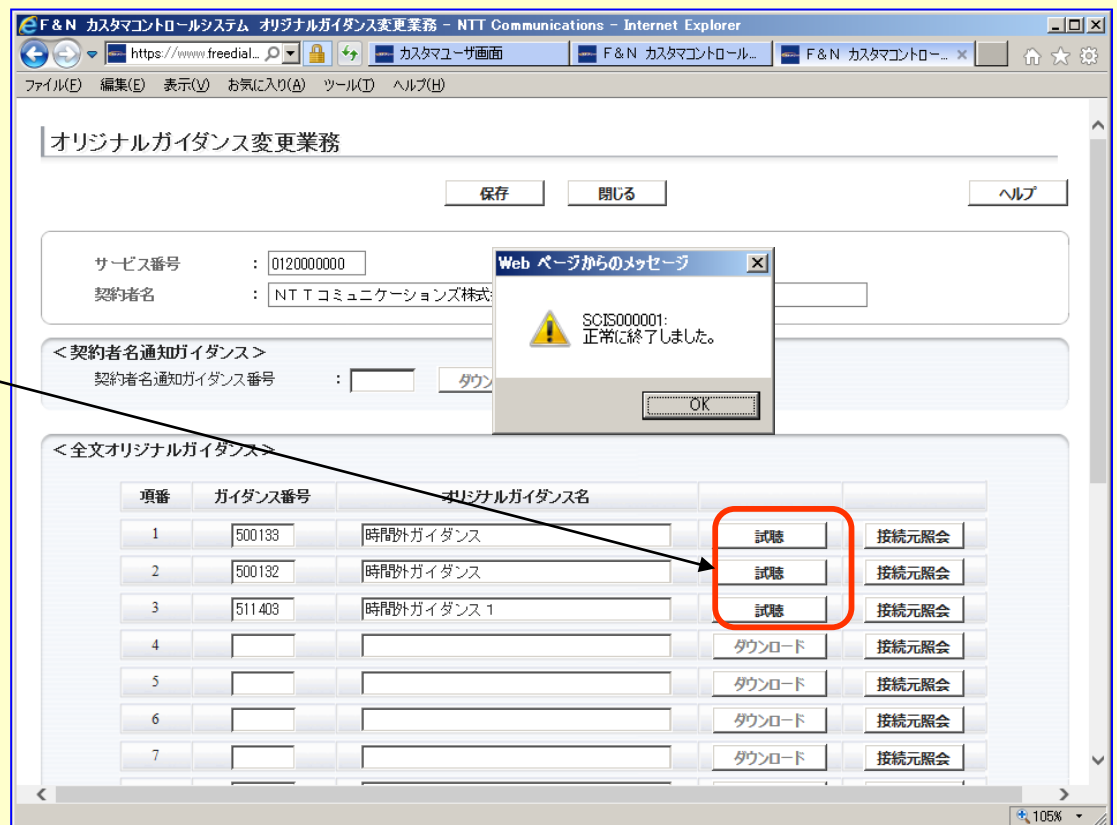 F&N カスタマコントロールシステム オリジナルガイダンス変更業務 - NTT Communications - Internet Explorer
https://www.freedial... カスタマユーザ画面 F&N カスタマコントロール... F&N カスタマコントロー... ×
ファイル(F) 編集(E) 表示(V) お気に入り(A) ツール(T) ヘルプ(H)
オリジナルガイダンス変更業務
保存 閉じる ヘルプ
サービス番号 : 0120000000
契約者名 : NTTコミュニケーションズ株式
Web ページからのメッセージ
SCIS000001:
正常に終了しました。
OK
<契約者名通知ガイダンス>
契約者名通知ガイダンス番号 : ダウン
<全文オリジナルガイダンス>
項番 ガイダンス番号 オリジナルガイダンス名
1 500133 時間外ガイダンス 試聴 接続元照会
2 500132 時間外ガイダンス 試聴 接続元照会
3 511403 時間外ガイダンス1 試聴 接続元照会
4 ダウンロード 接続元照会
5 ダウンロード 接続元照会
6 ダウンロード 接続元照会
7 ダウンロード 接続元照会
105%